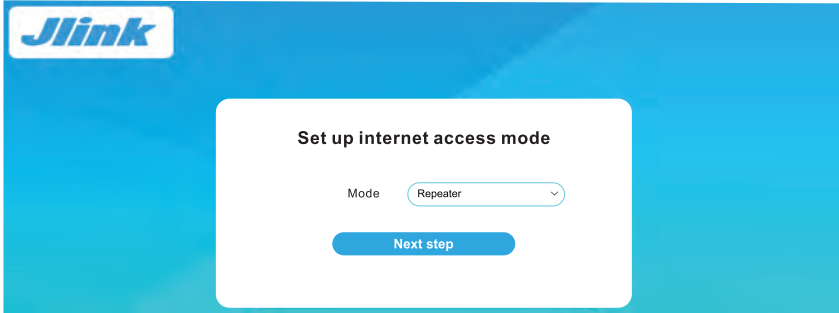 Jlink
Set up internet access mode
Mode Repeater
Next step